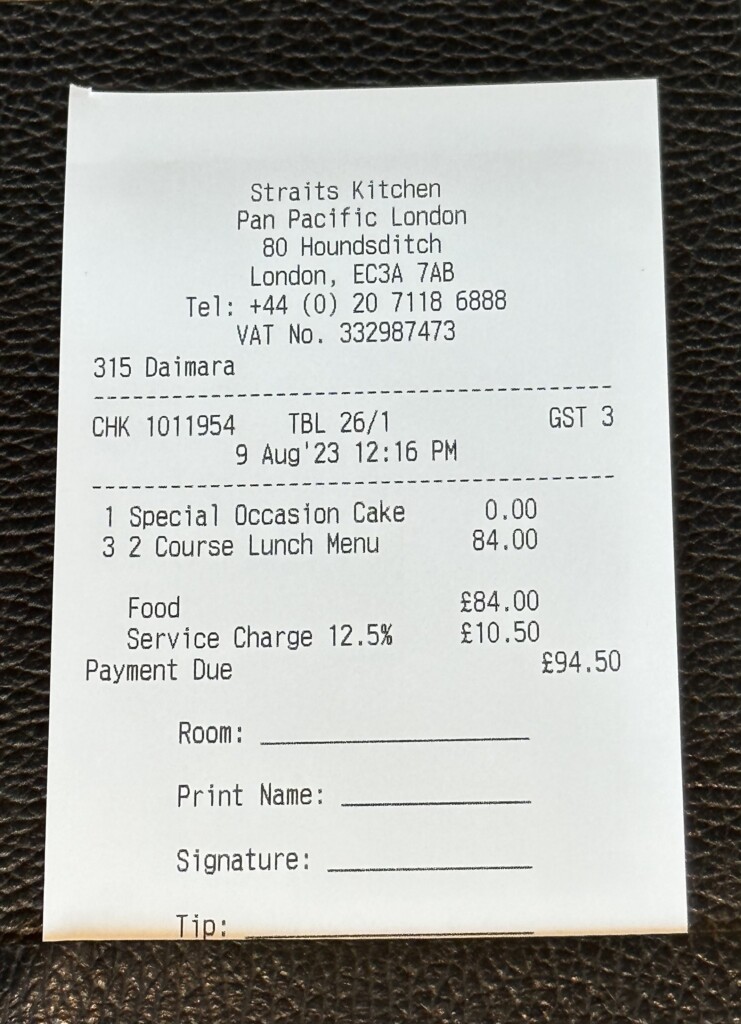 Straits Kitchen
Pan Pacific London
80 Houndsditch
London, EC3A 7AB
Tel: +44 (0) 20 7118 6888
VAT No. 332987473
315 Daimara
CHK 1011954 TBL 26/1 GST 3
9 Aug'23 12:16 PM
1 Special Occasion Cake 0.00
3 2 Course Lunch Menu 84.00
Food £84.00
Service Charge 12.5% £10.50
Payment Due £94.50
Room:
Print Name:
Signature:
Tip: